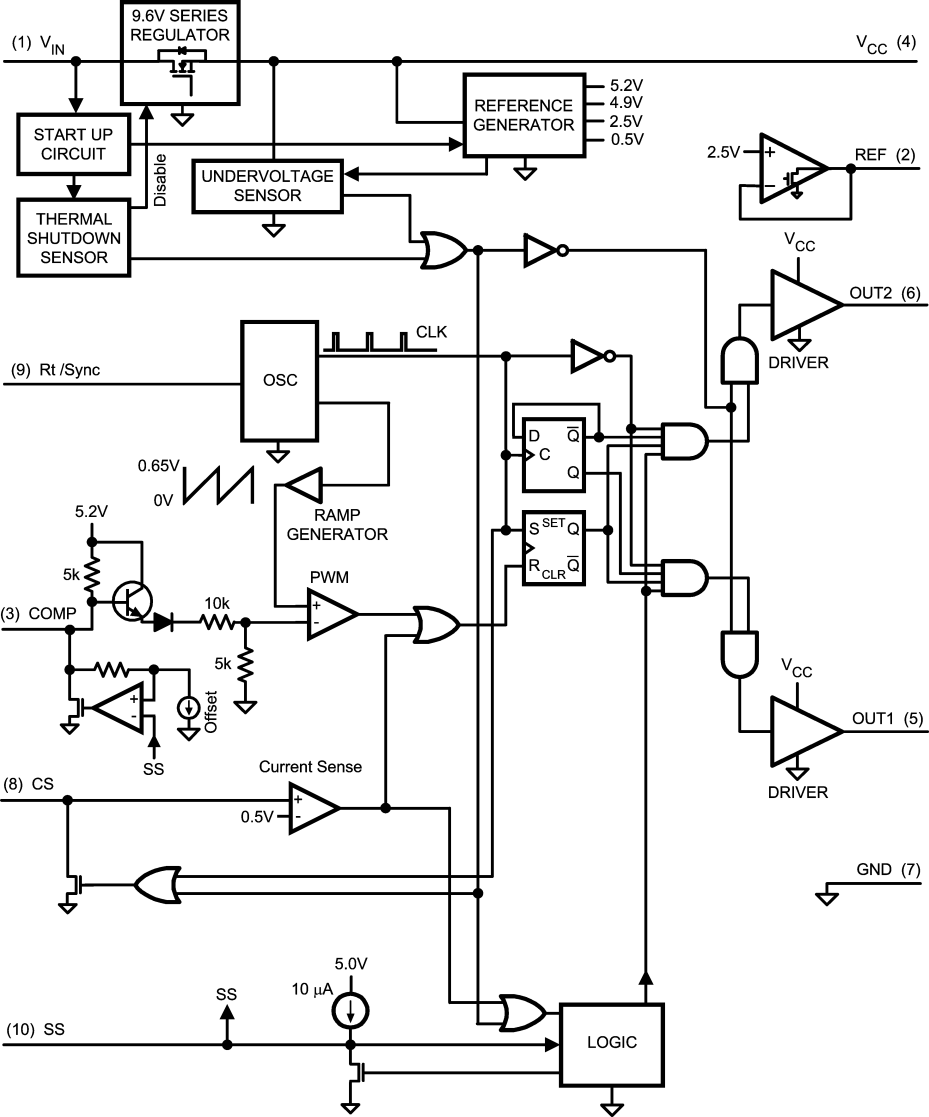 9.6V SERIES
REGULATOR
(1) VIN
VCC (4)
5.2V
4.9V
2.5V
0.5V
REFERENCE
GENERATOR
START UP
CIRCUIT
Disable
UNDERVOLTAGE
SENSOR
2.5V
+
-
REF (2)
THERMAL
SHUTDOWN
SENSOR
VCC
OUT2 (6)
DRIVER
CLK
(9) Rt /Sync
OSC
D
Q
C
Q
0.65V
0V
RAMP
GENERATOR
5.2V
S
SET
Q
R
CLR
Q
5k
PWM
+
-
(3) COMP
10k
5k
+
-
Offset
SS
VCC
OUT1 (5)
DRIVER
Current Sense
(8) CS
+
0.5V
-
GND (7)
5.0V
10 μA
SS
(10) SS
LOGIC